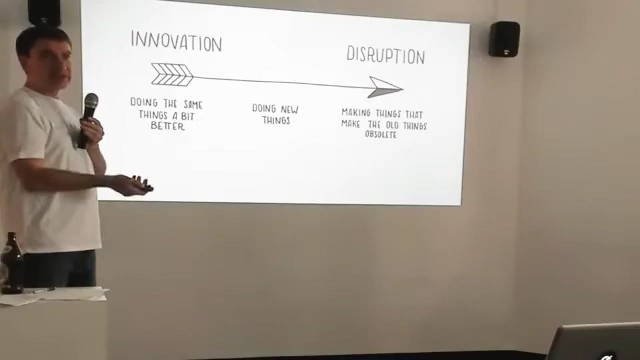 INNOVATION
DISRUPTION
DOING THE SAME
THINGS A BIT
BETTER
DOING NEW
THINGS
MAKING THINGS THAT
MAKE THE OLD THINGS
OBSOLETE